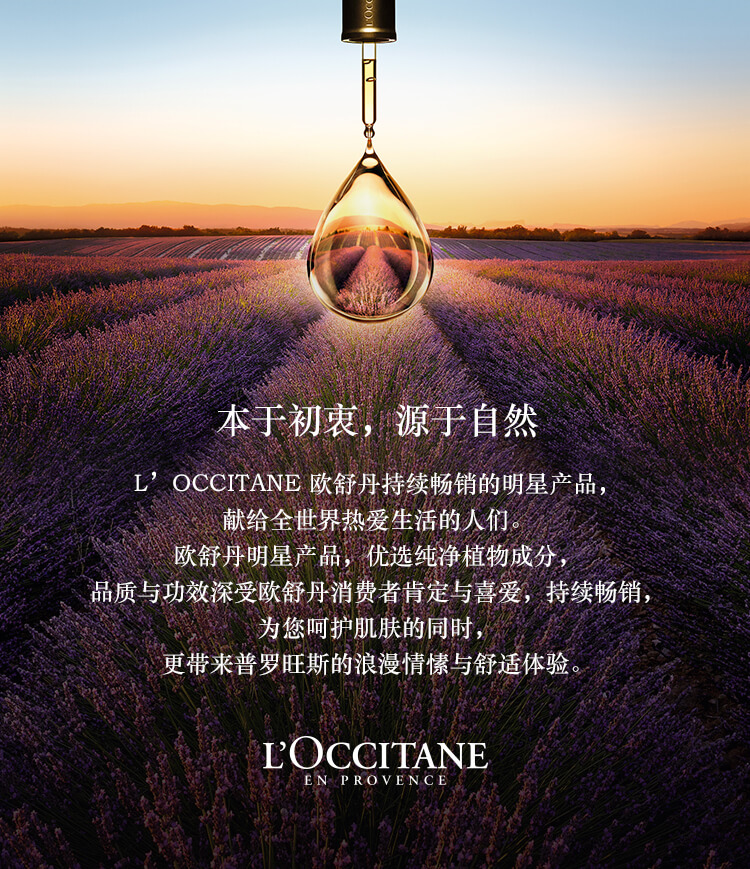 L'OCC
本于初衷，源于自然
L’OCCITANE 欧舒丹持续畅销的明星产品，
献给全世界热爱生活的人们。
欧舒丹明星产品，优选纯净植物成分，
品质与功效深受欧舒丹消费者肯定与喜爱，持续畅销，
为您呵护肌肤的同时，
更带来普罗旺斯的浪漫情愫与舒适体验。
L'OCCITANE
EN PROVENCE